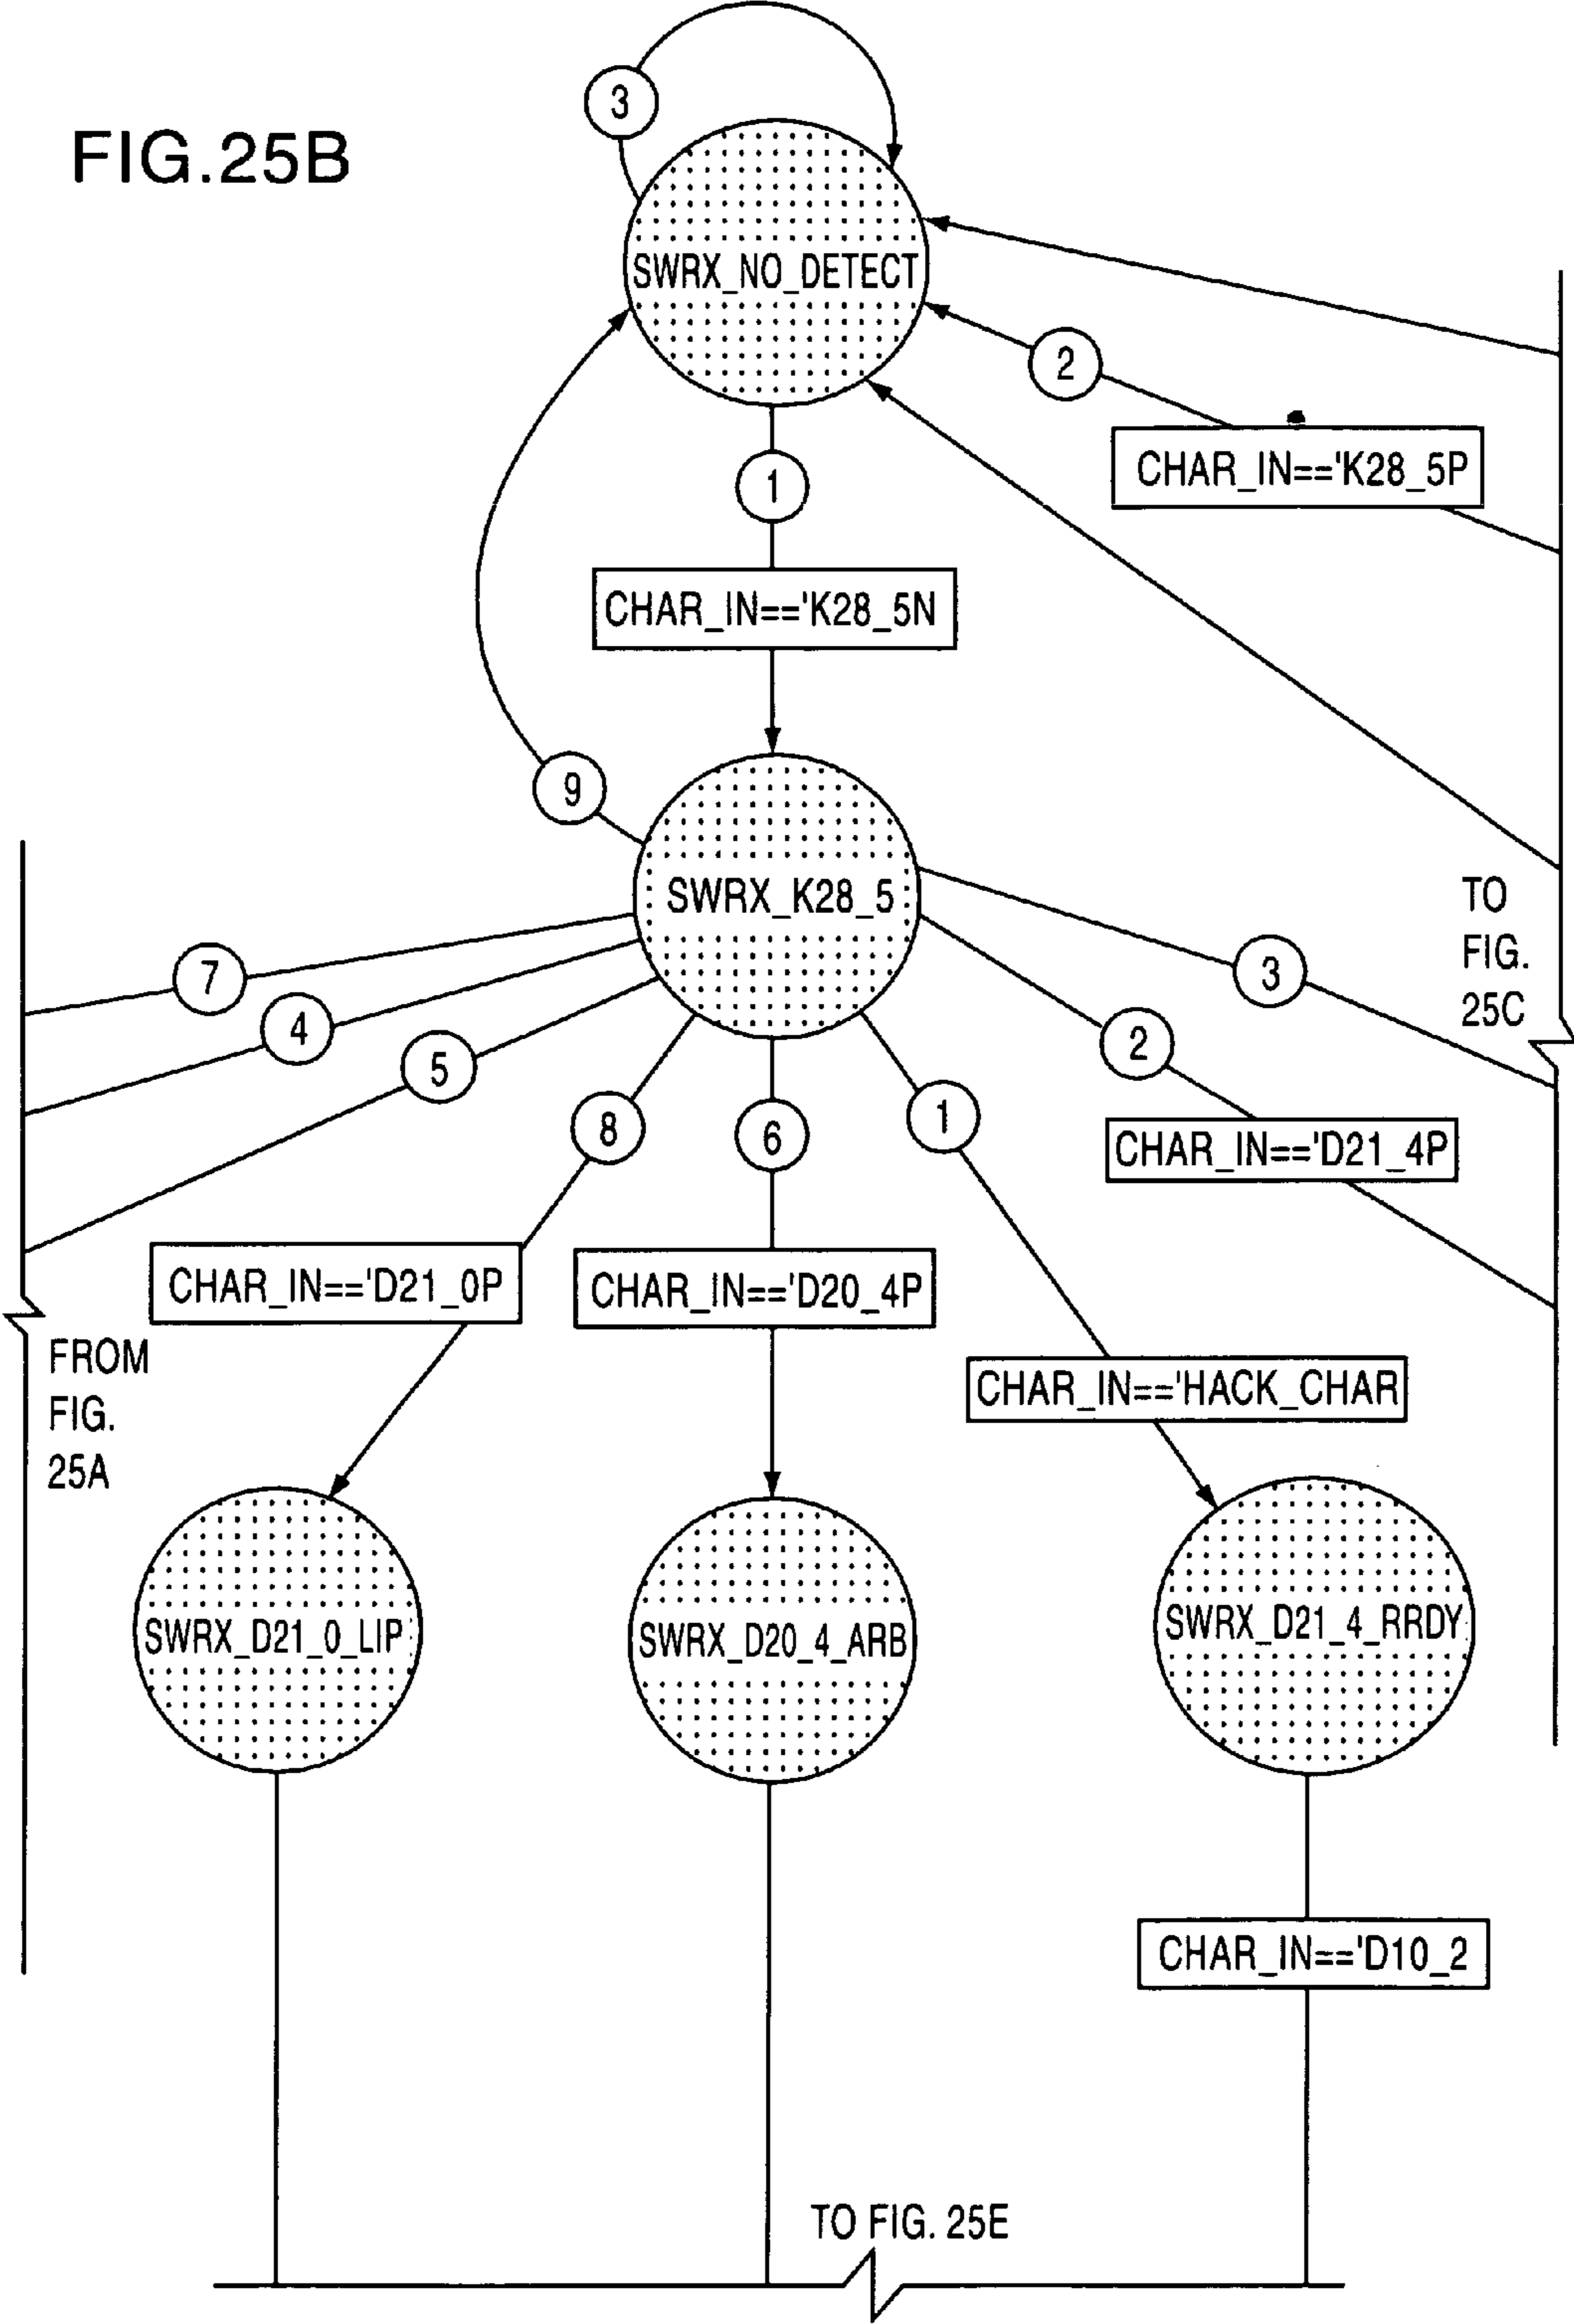 3
FIG.25B
SWRX_NO_DETECT
2
CHAR_IN=='K28_5P
1
CHAR_IN=='K28_5N
9
SWRX_K28_5
TO
FIG.
25C
7
4
5
8
6
1
2
3
CHAR_IN=='D21_4P
CHAR_IN=='D21_0P
CHAR_IN=='D20_4P
CHAR_IN=='HACK_CHAR
FROM
FIG.
25A
SWRX_D21_0_LIP
SWRX_D20_4_ARB
SWRX_D21_4_RRDY
CHAR_IN=='D10_2
TO FIG. 25E